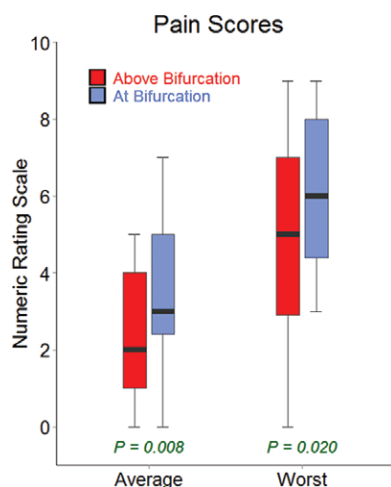 Pain Scores
10
8
6
4
2
0
Numeric Rating Scale
Above Bifurcation
At Bifurcation
P = 0.008
P = 0.020
Average
Worst